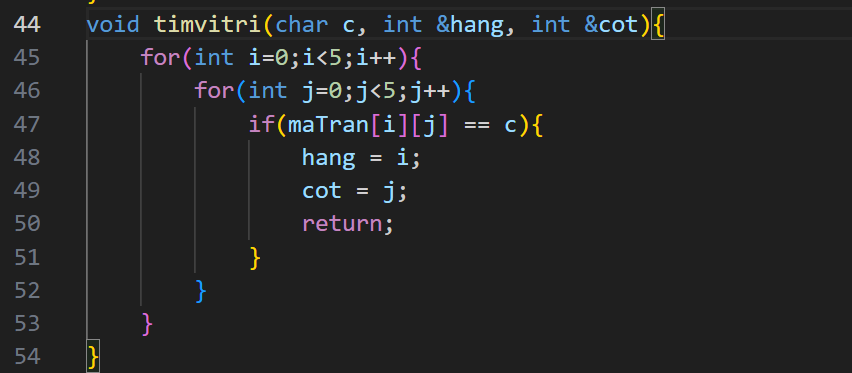 44 void timvitri(char c, int &hang, int &cot){
45     for(int i=0;i<5;i++){
46         for(int j=0;j<5;j++){
47             if(maTran[i][j] == c){
48                 hang = i;
49                 cot = j;
50                 return;
51             }
52         }
53     }
54 }